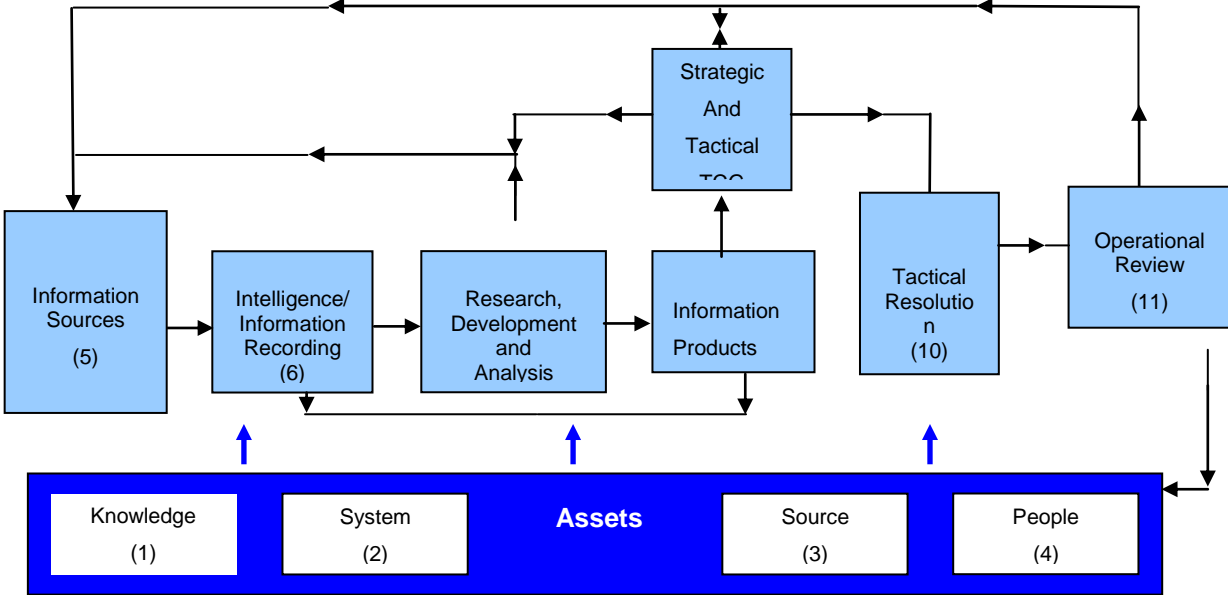 Strategic
And
Tactical
TCG
Information
Sources
(5)
Intelligence/
Information
Recording
(6)
Research,
Development
and
Analysis
Information
Products
Tactical
Resolutio
n
(10)
Operational
Review
(11)
Assets
Knowledge
(1)
System
(2)
Source
(3)
People
(4)